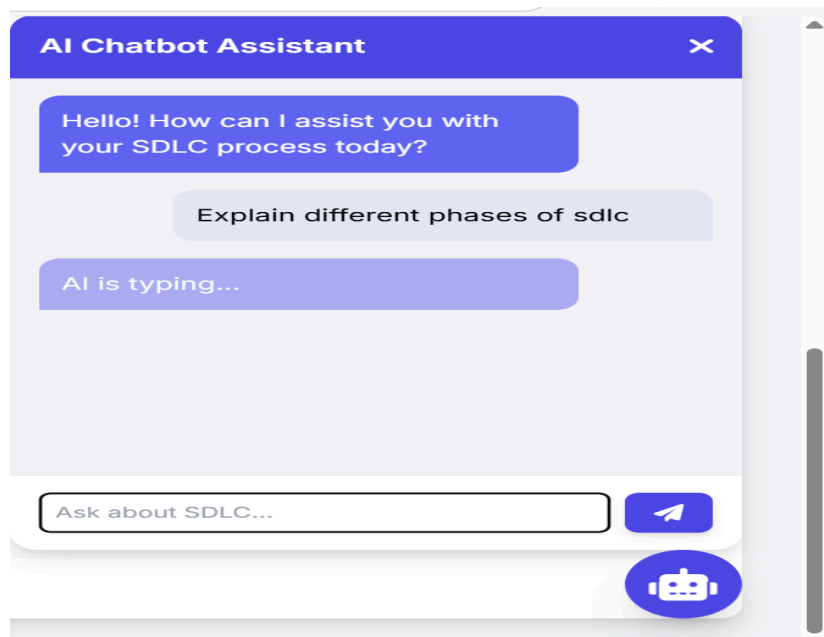 AI Chatbot Assistant
Hello! How can I assist you with
your SDLC process today?
Explain different phases of sdlc
AI is typing...
Ask about SDLC...